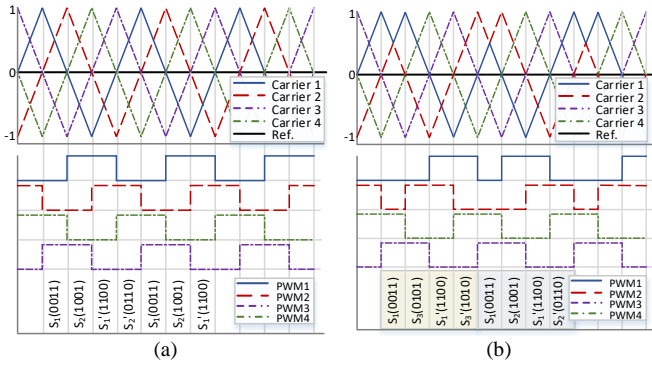 1
0
-1
Carrier 1
Carrier 2
Carrier 3
Carrier 4
Ref.
S₁(0011)
S₂(1001)
S₁'(1100)
S₂'(0110)
S₁(0011)
S₂(1001)
S₁'(1100)
PWM1
PWM2
PWM3
PWM4
(a)
1
0
-1
Carrier 1
Carrier 2
Carrier 3
Carrier 4
Ref.
S₁(0011)
S₃(0101)
S₁'(1100)
S₃'(1010)
S₁(0011)
S₂(1001)
S₁'(1100)
S₂'(0110)
PWM1
PWM2
PWM3
PWM4
(b)